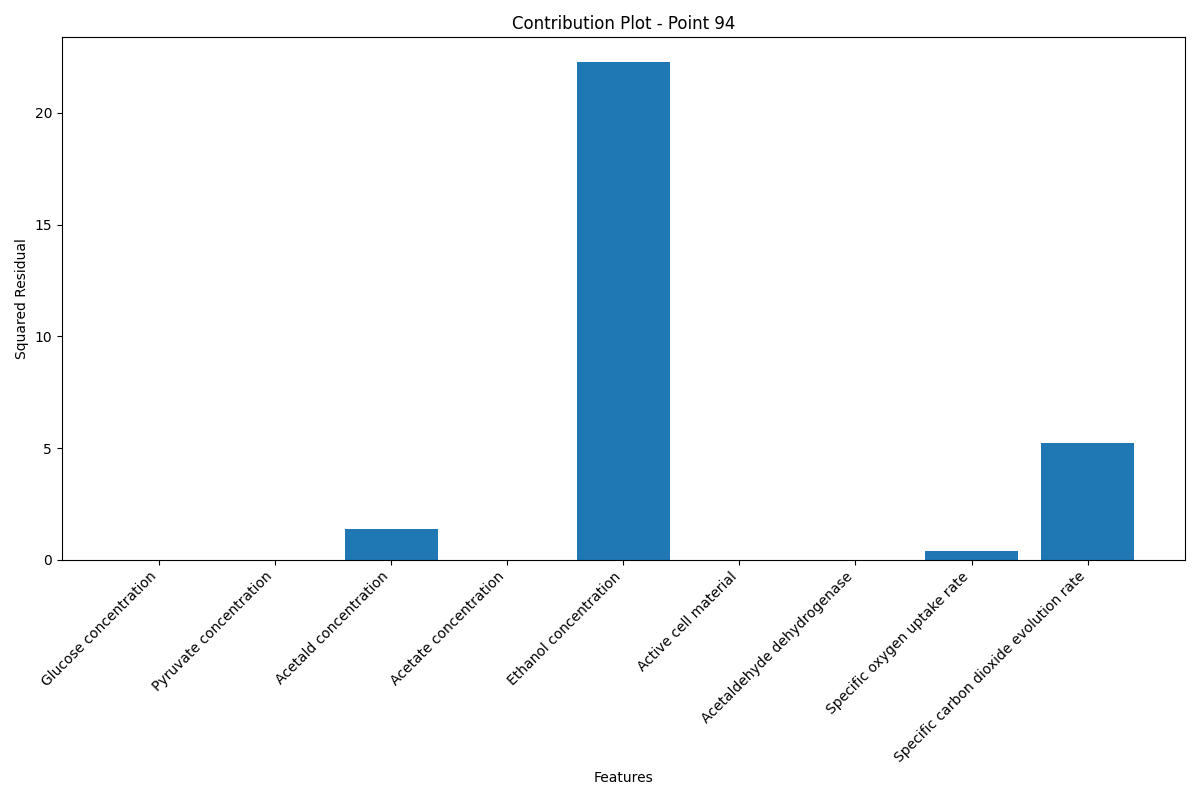 Contribution Plot - Point 94
Squared Residual
20
15
10
5
0
Glucose concentration
Pyruvate concentration
Acetald concentration
Acetate concentration
Ethanol concentration
Active cell material
Acetaldehyde dehydrogenase
Specific oxygen uptake rate
Specific carbon dioxide evolution rate
Features